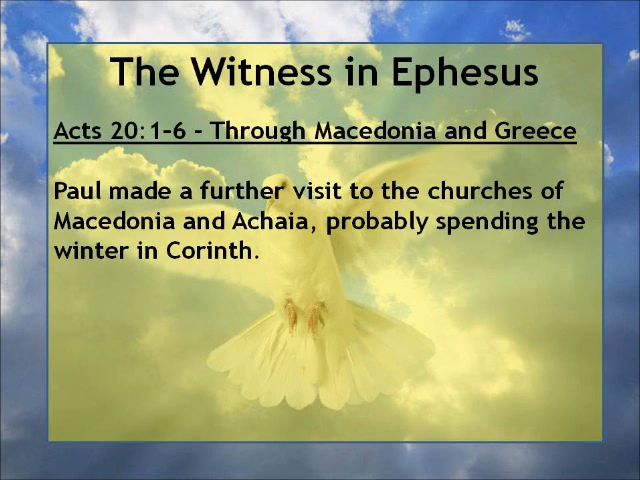 The Witness in Ephesus
Acts 20:1-6 - Through Macedonia and Greece
Paul made a further visit to the churches of
Macedonia and Achaia, probably spending the
winter in Corinth.